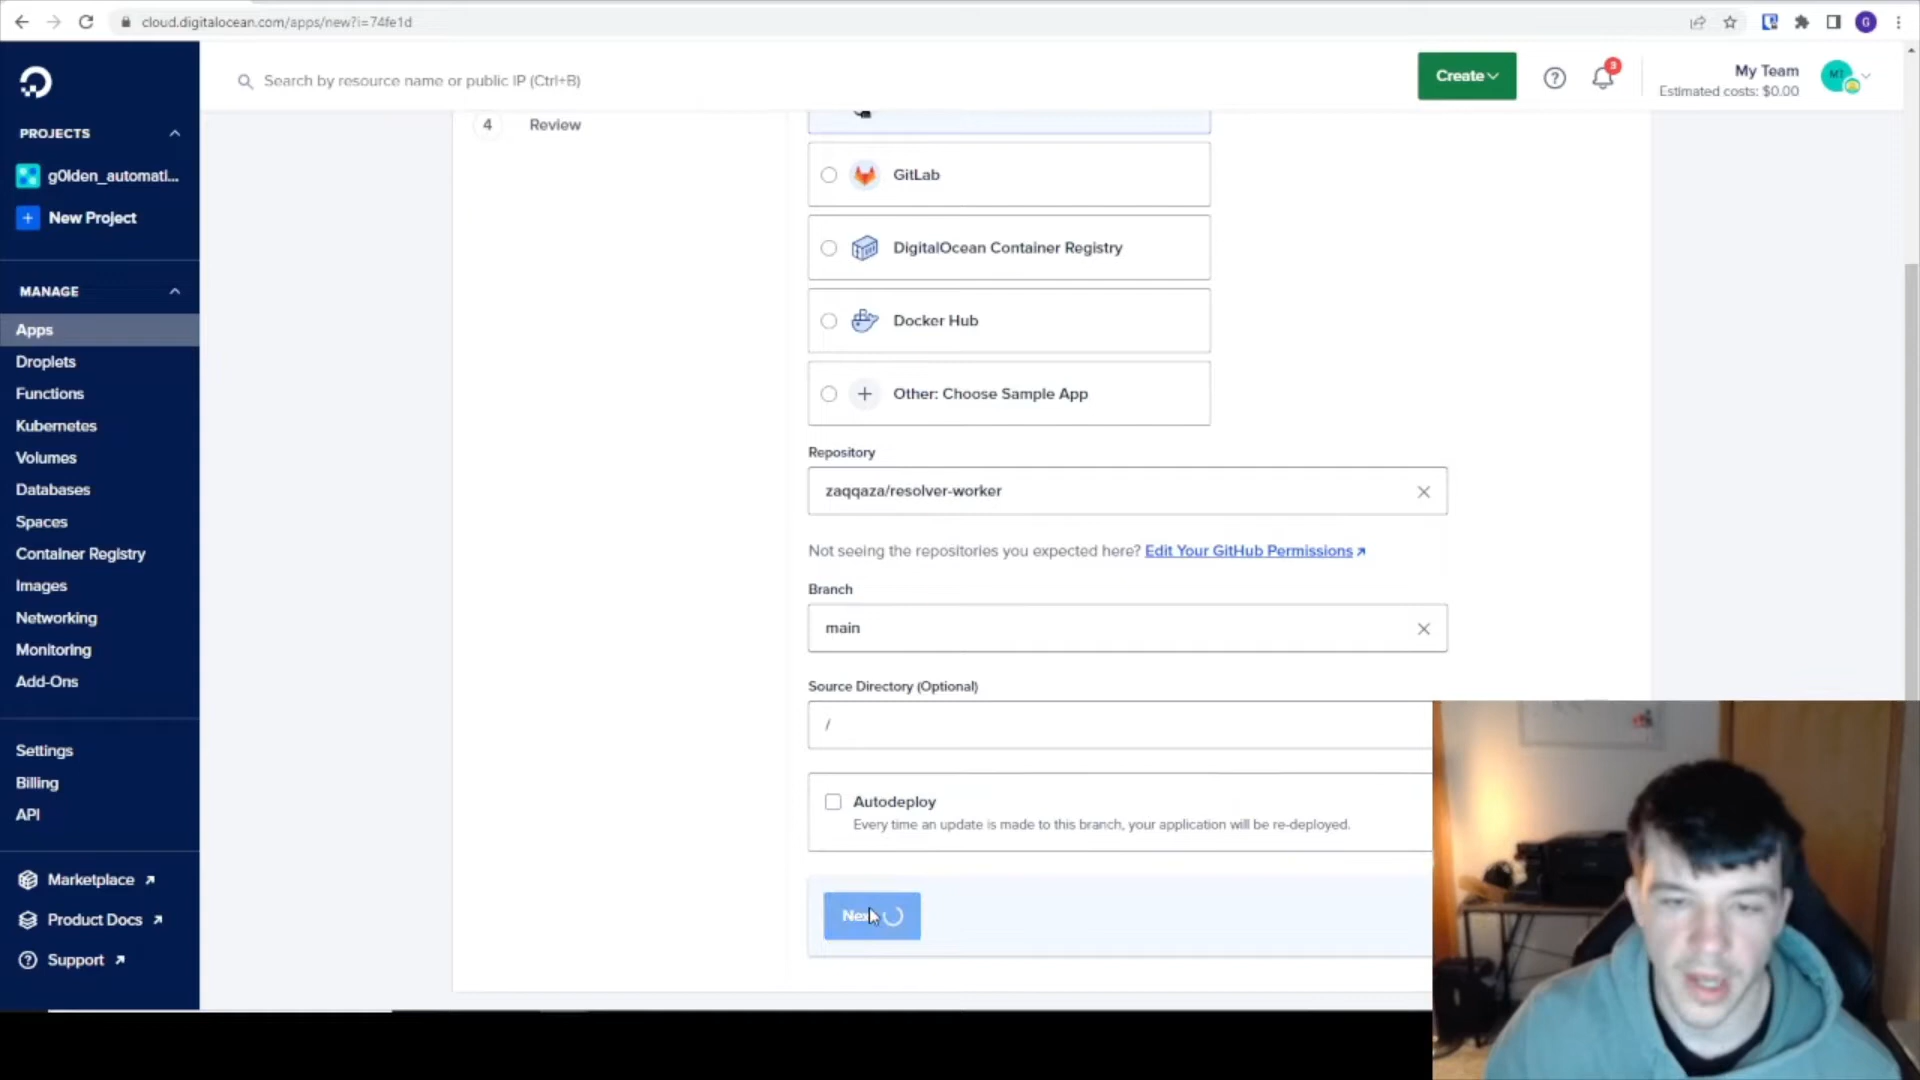 cloud.digitalocean.com/apps/new?i=74fe1d
G
Search by resource name or public IP (Ctrl+B)
Create
3
My Team
Estimated costs: $0.00
MT
PROJECTS
g0lden_automati...
New Project
MANAGE
Apps
Droplets
Functions
Kubernetes
Volumes
Databases
Spaces
Container Registry
Images
Networking
Monitoring
Add-Ons
Settings
Billing
API
Marketplace
Product Docs
Support
4 Review
GitLab
DigitalOcean Container Registry
Docker Hub
Other: Choose Sample App
Repository
zaqqaza/resolver-worker
Not seeing the repositories you expected here? Edit Your GitHub Permissions
Branch
main
Source Directory (Optional)
/
Autodeploy
Every time an update is made to this branch, your application will be re-deployed.
Next